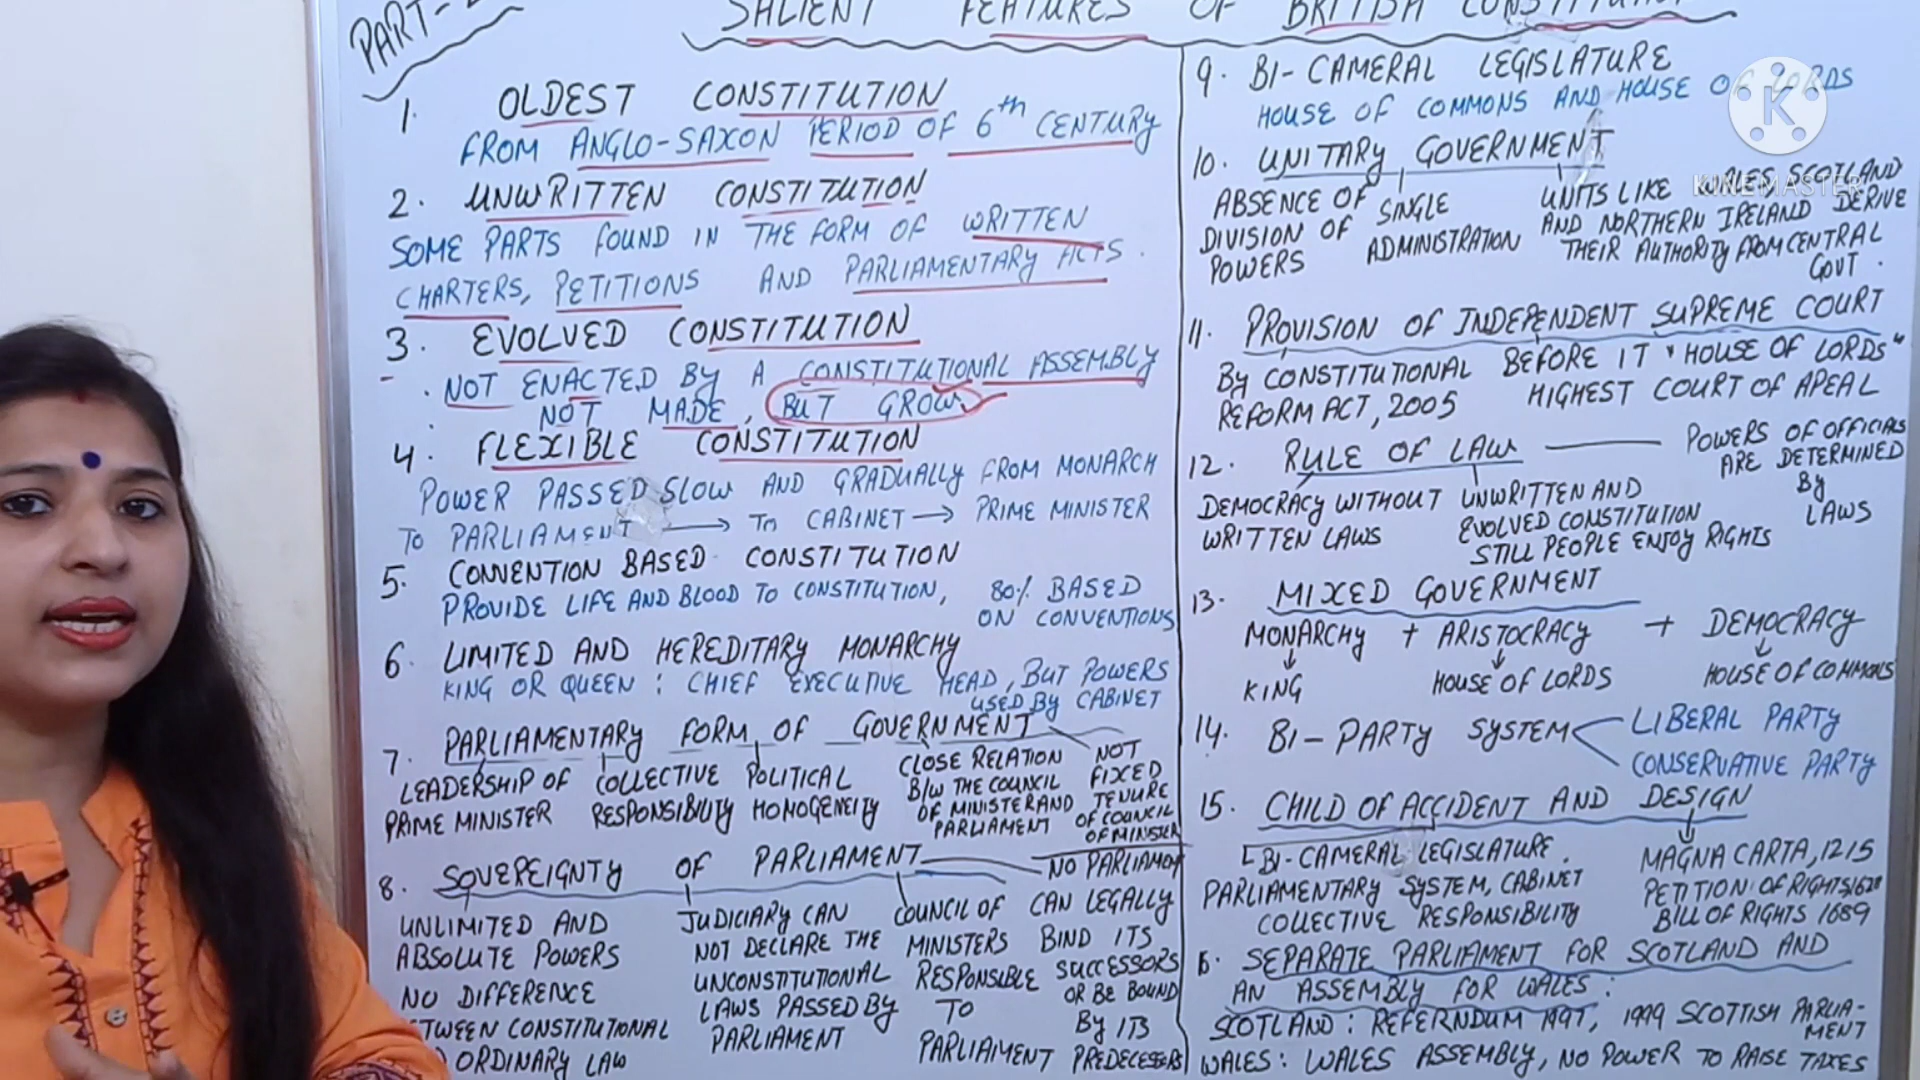 PART-
SALIENT FEATURES OF BRITISH
1. OLDEST CONSTITUTION
FROM ANGLO-SAXON PERIOD OF 6th CENTURY
2. UNWRITTEN CONSTITUTION
SOME PARTS FOUND IN THE FORM OF WRITTEN
CHARTERS, PETITIONS AND PARLIAMENTARY ACTS.
3. EVOLVED CONSTITUTION
. NOT ENACTED BY A CONSTITUTIONAL ASSEMBLY
. NOT MADE, BUT GROW
4. FLEXIBLE CONSTITUTION
POWER PASSED SLOW AND GRADUALLY FROM MONARCH
TO PARLIAMENT → TO CABINET → PRIME MINISTER
5. CONVENTION BASED CONSTITUTION
PROVIDE LIFE AND BLOOD TO CONSTITUTION, 80% BASED
ON CONVENTIONS
6. LIMITED AND HEREDITARY MONARCHY
KING OR QUEEN : CHIEF EXECUTIVE HEAD, BUT POWERS
USED BY CABINET
7. PARLIAMENTARY FORM OF GOVERNMENT
LEADERSHIP OF
PRIME MINISTER
COLLECTIVE
RESPONSIBILITY
POLITICAL
HOMOGENEITY
CLOSE RELATION
B/W THE COUNCIL
OF MINISTER AND
PARLIAMENT
NOT
FIXED
TENURE
OF COUNCIL
OF MINISTER
8. SOVEREIGNTY OF PARLIAMENT
UNLIMITED AND
ABSOLUTE POWERS
NO DIFFERENCE
CONSTITUTIONAL
ORDINARY LAW
JUDICIARY CAN
NOT DECLARE THE
UNCONSTITUTIONAL
LAWS PASSED BY
PARLIAMENT
COUNCIL OF
MINISTERS
RESPONSIBLE
TO
PARLIAMENT
NO PARLIAMENT
CAN LEGALLY
BIND ITS
SUCCESSORS
OR BE BOUND
BY ITS
PREDECESSERS
9. BI-CAMERAL LEGISLATURE
HOUSE OF COMMONS AND HOUSE OF LORDS
10. UNITARY GOVERNMENT
ABSENCE OF
DIVISION OF
POWERS
SINGLE
ADMINISTRATION
UNITS LIKE WALES, SCOTLAND
AND NORTHERN IRELAND DERIVE
THEIR AUTHORITY FROM CENTRAL
GOVT.
11. PROVISION OF INDEPENDENT SUPREME COURT
BY CONSTITUTIONAL
REFORM ACT, 2005
BEFORE IT "HOUSE OF LORDS"
HIGHEST COURT OF APEAL
12. RULE OF LAW
DEMOCRACY WITHOUT
WRITTEN LAWS
UNWRITTEN AND
EVOLVED CONSTITUTION
STILL PEOPLE ENJOY RIGHTS
POWERS OF OFFICIALS
ARE DETERMINED
BY
LAWS
13. MIXED GOVERNMENT
MONARCHY + ARISTOCRACY + DEMOCRACY
KING HOUSE OF LORDS HOUSE OF COMMONS
14. BI-PARTY SYSTEM
LIBERAL PARTY
CONSERVATIVE PARTY
15. CHILD OF ACCIDENT AND DESIGN
BI-CAMERAL LEGISLATURE.
PARLIAMENTARY SYSTEM, CABINET
COLLECTIVE RESPONSIBILITY
MAGNA CARTA, 1215
PETITION OF RIGHTS, 1628
BILL OF RIGHTS 1689
6. SEPARATE PARLIAMENT FOR SCOTLAND AND
AN ASSEMBLY FOR WALES :
SCOTLAND : REFERNDUM 1997, 1999 SCOTTISH PARLIA-
MENT
WALES : WALES ASSEMBLY, NO POWER TO RAISE TAXES
K
KINEMASTER